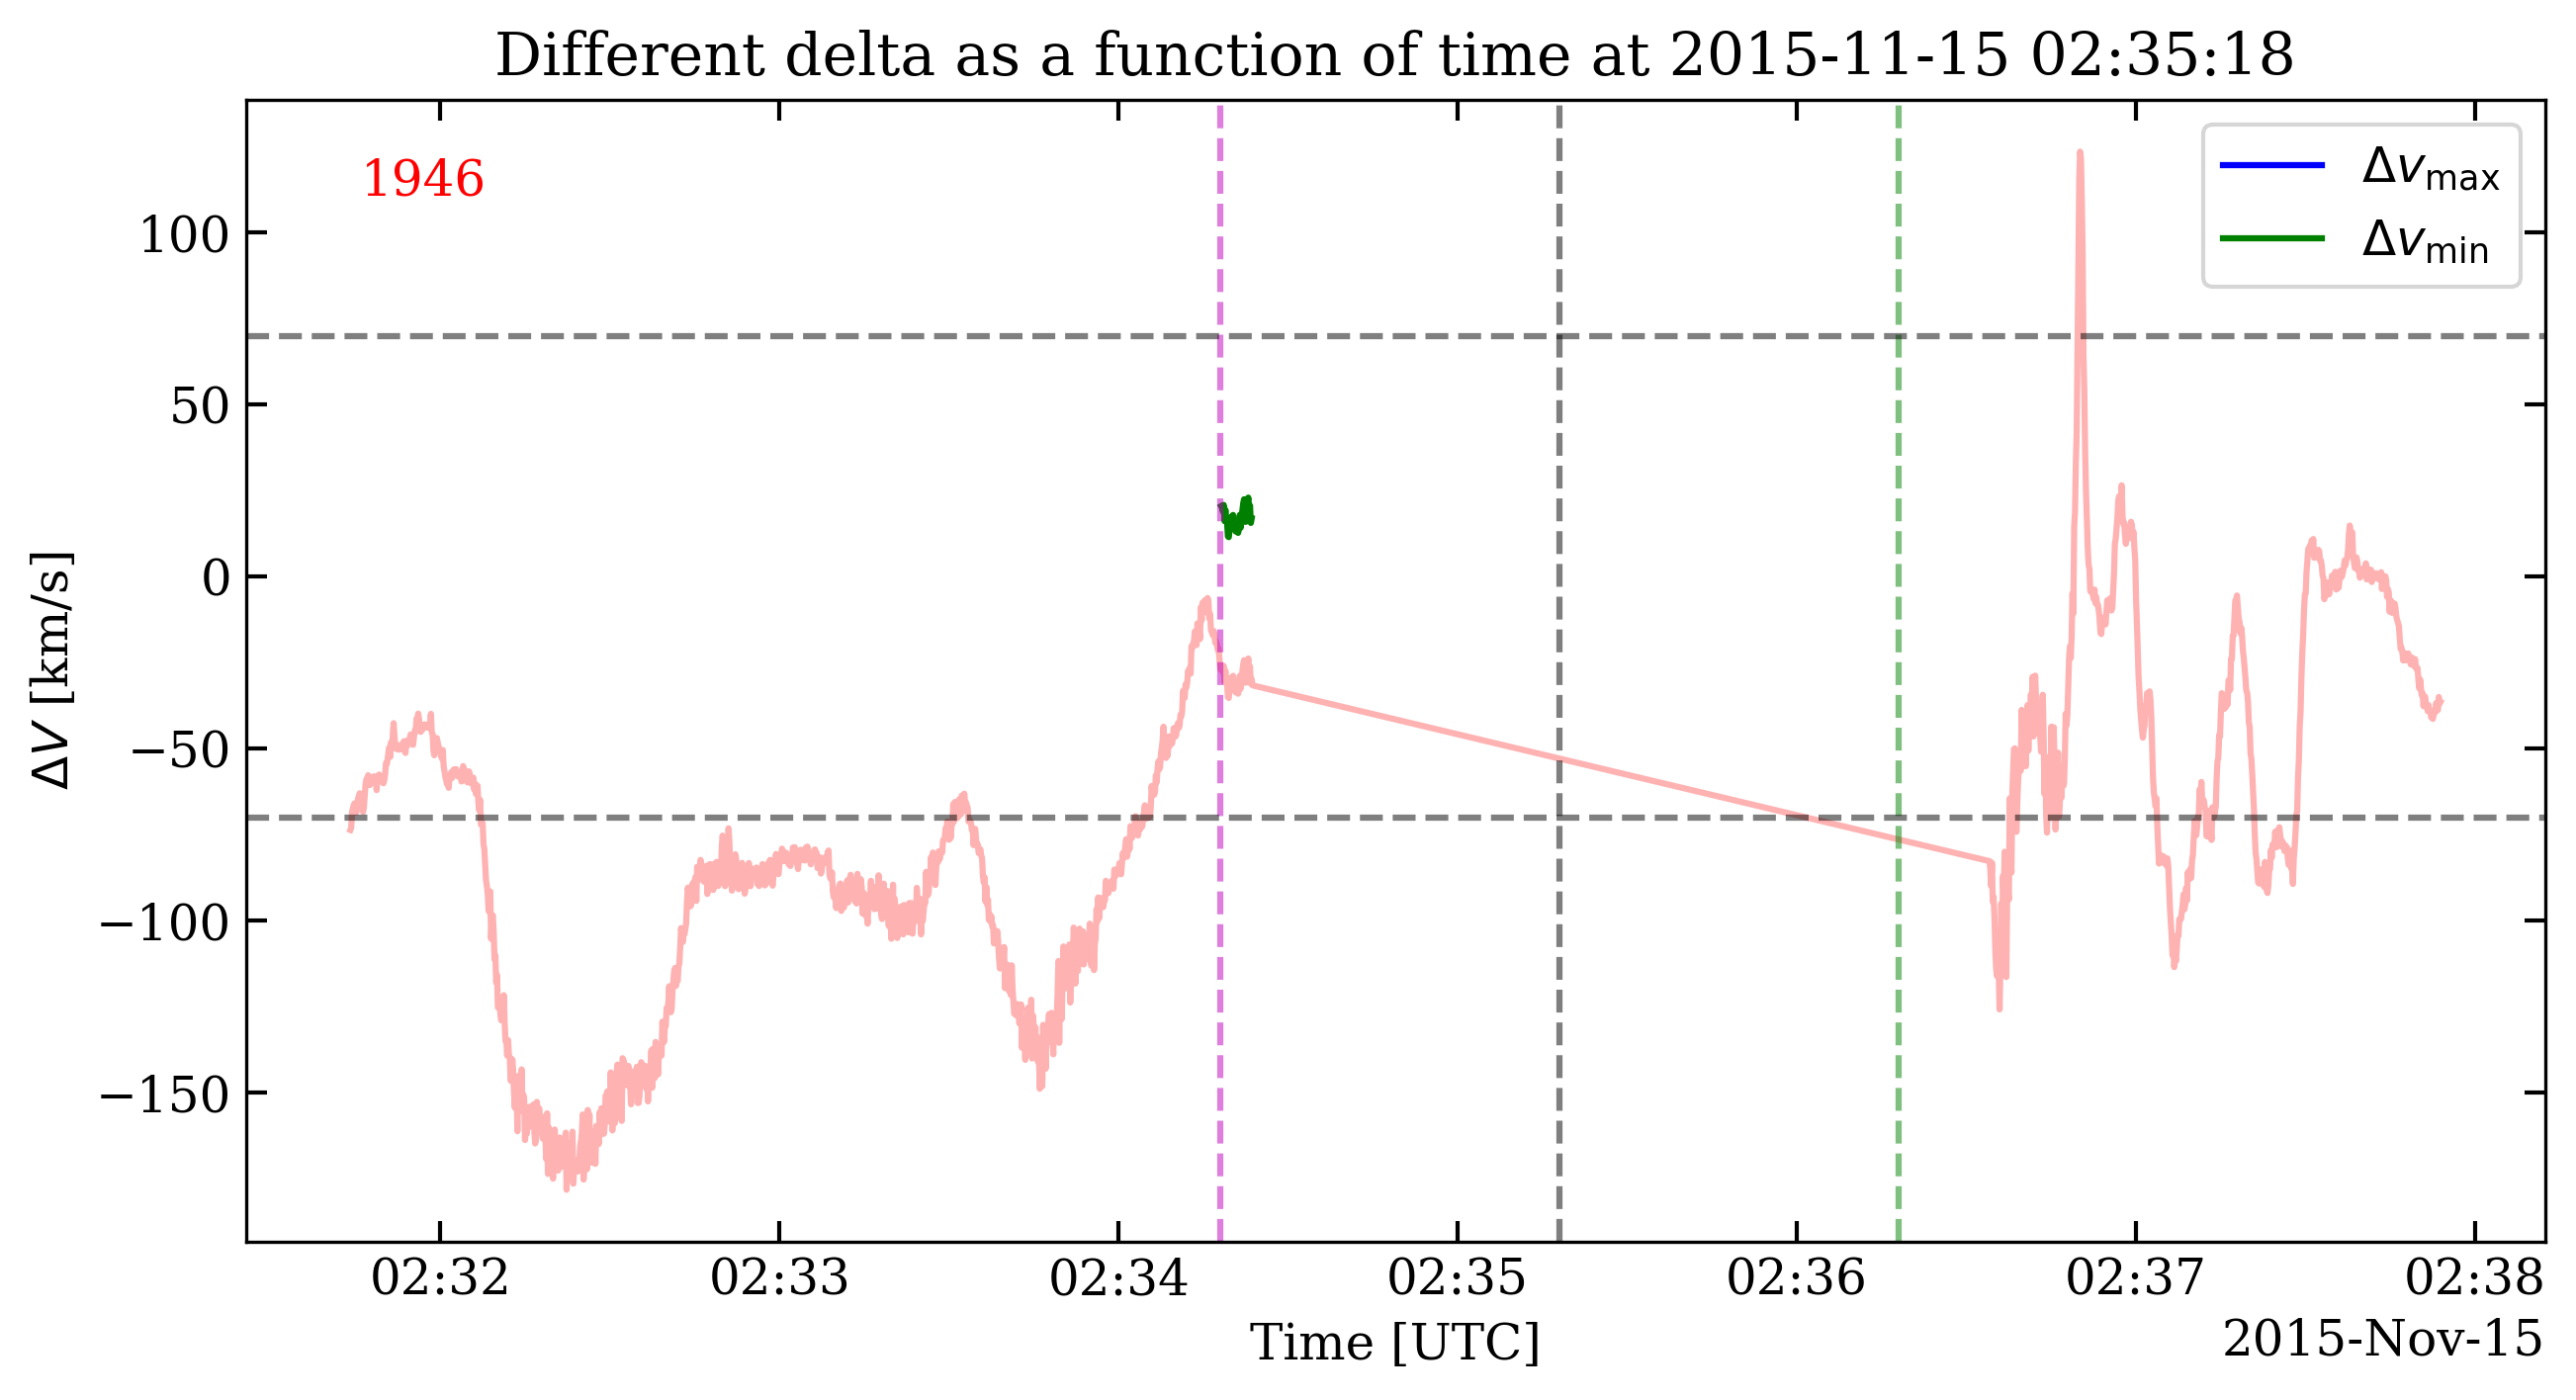 Different delta as a function of time at 2015-11-15 02:35:18
1946
Δv_max
Δv_min
100
50
0
−50
−100
−150
ΔV [km/s]
02:32 02:33 02:34 02:35 02:36 02:37 02:38
Time [UTC]
2015-Nov-15